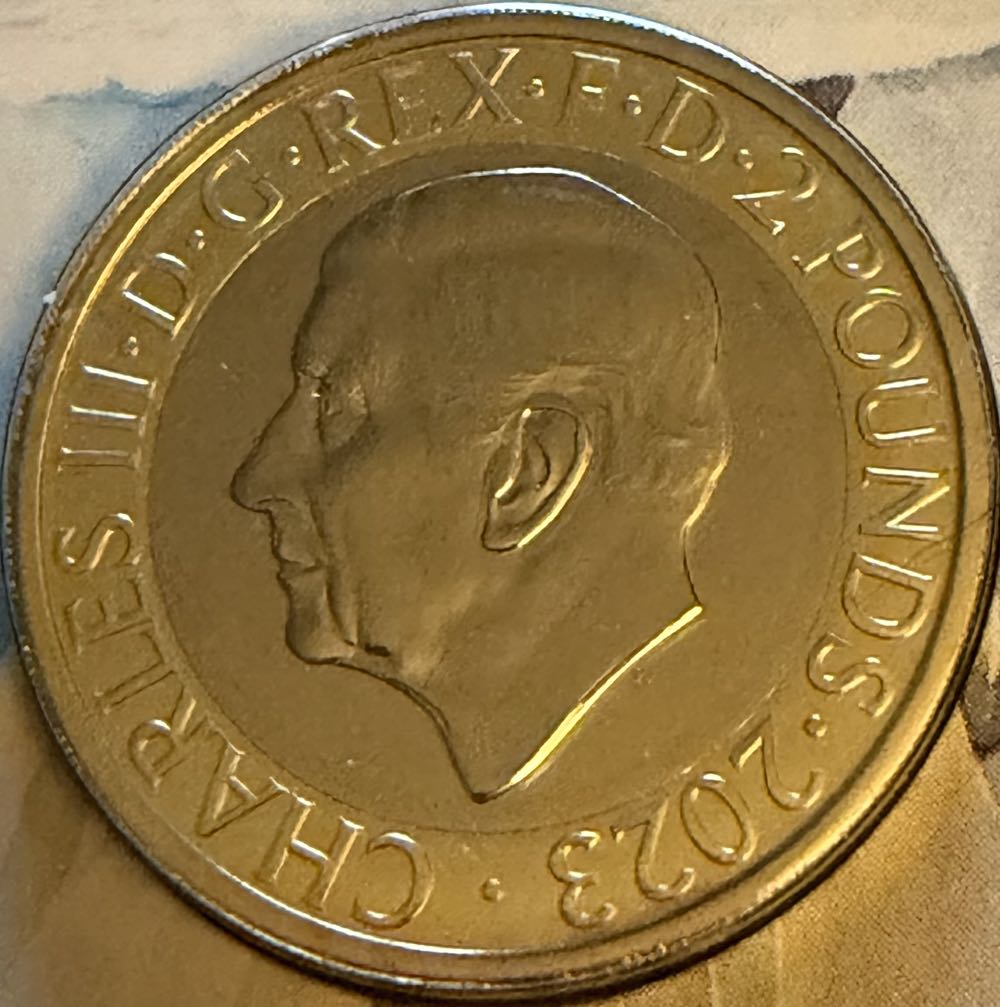 CHARLES III · D · G · REX · F · D · 2 POUNDS · 2023 ·